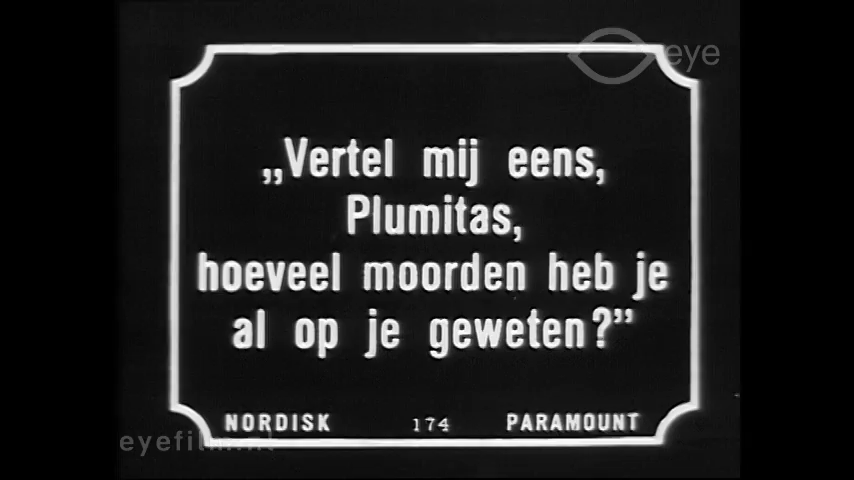 eye
„Vertel mij eens,
Plumitas,
hoeveel moorden heb je
al op je geweten?”
NORDISK 174 PARAMOUNT
eyefilm.nl